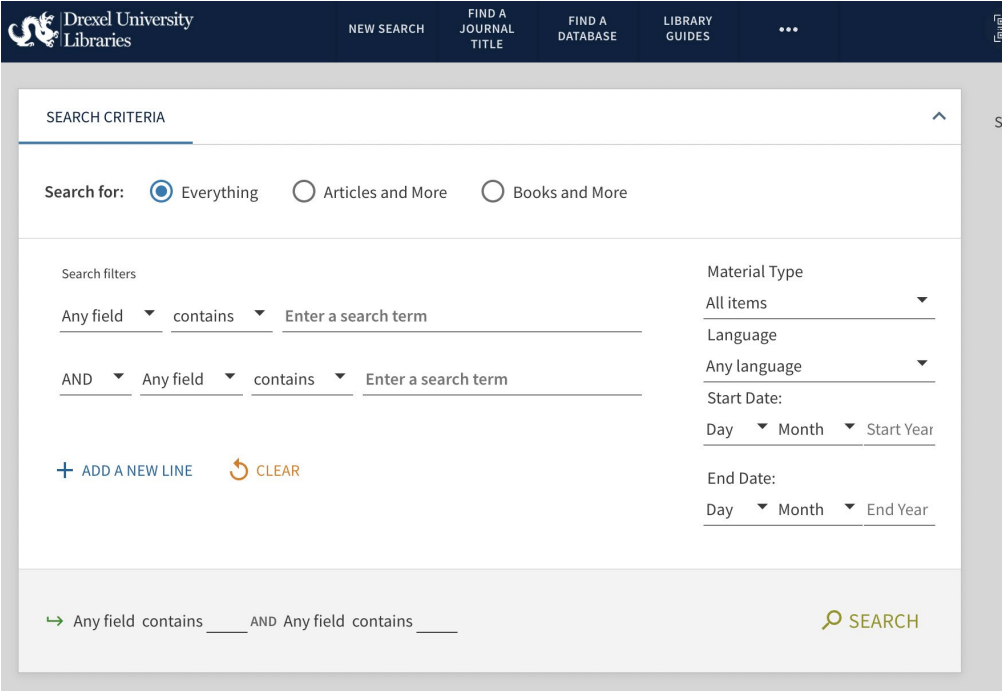 Drexel University
Libraries
NEW SEARCH
FIND A
JOURNAL
TITLE
FIND A
DATABASE
LIBRARY
GUIDES
•••
SEARCH CRITERIA
S
Search for: Everything Articles and More Books and More
Search filters
Any field contains Enter a search term
AND Any field contains Enter a search term
+ ADD A NEW LINE CLEAR
Material Type
All items
Language
Any language
Start Date:
Day Month Start Year
End Date:
Day Month End Year
Any field contains ____ AND Any field contains ____
SEARCH